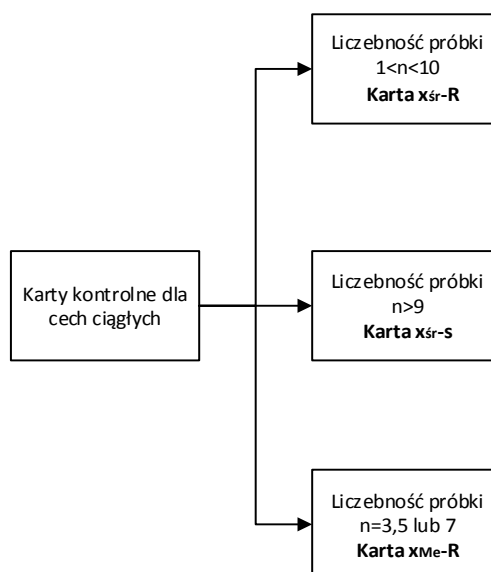 Liczebność próbki
1<n<10
Karta xśr-R
Karty kontrolne dla
cech ciągłych
Liczebność próbki
n>9
Karta xśr-s
Liczebność próbki
n=3,5 lub 7
Karta xMe-R